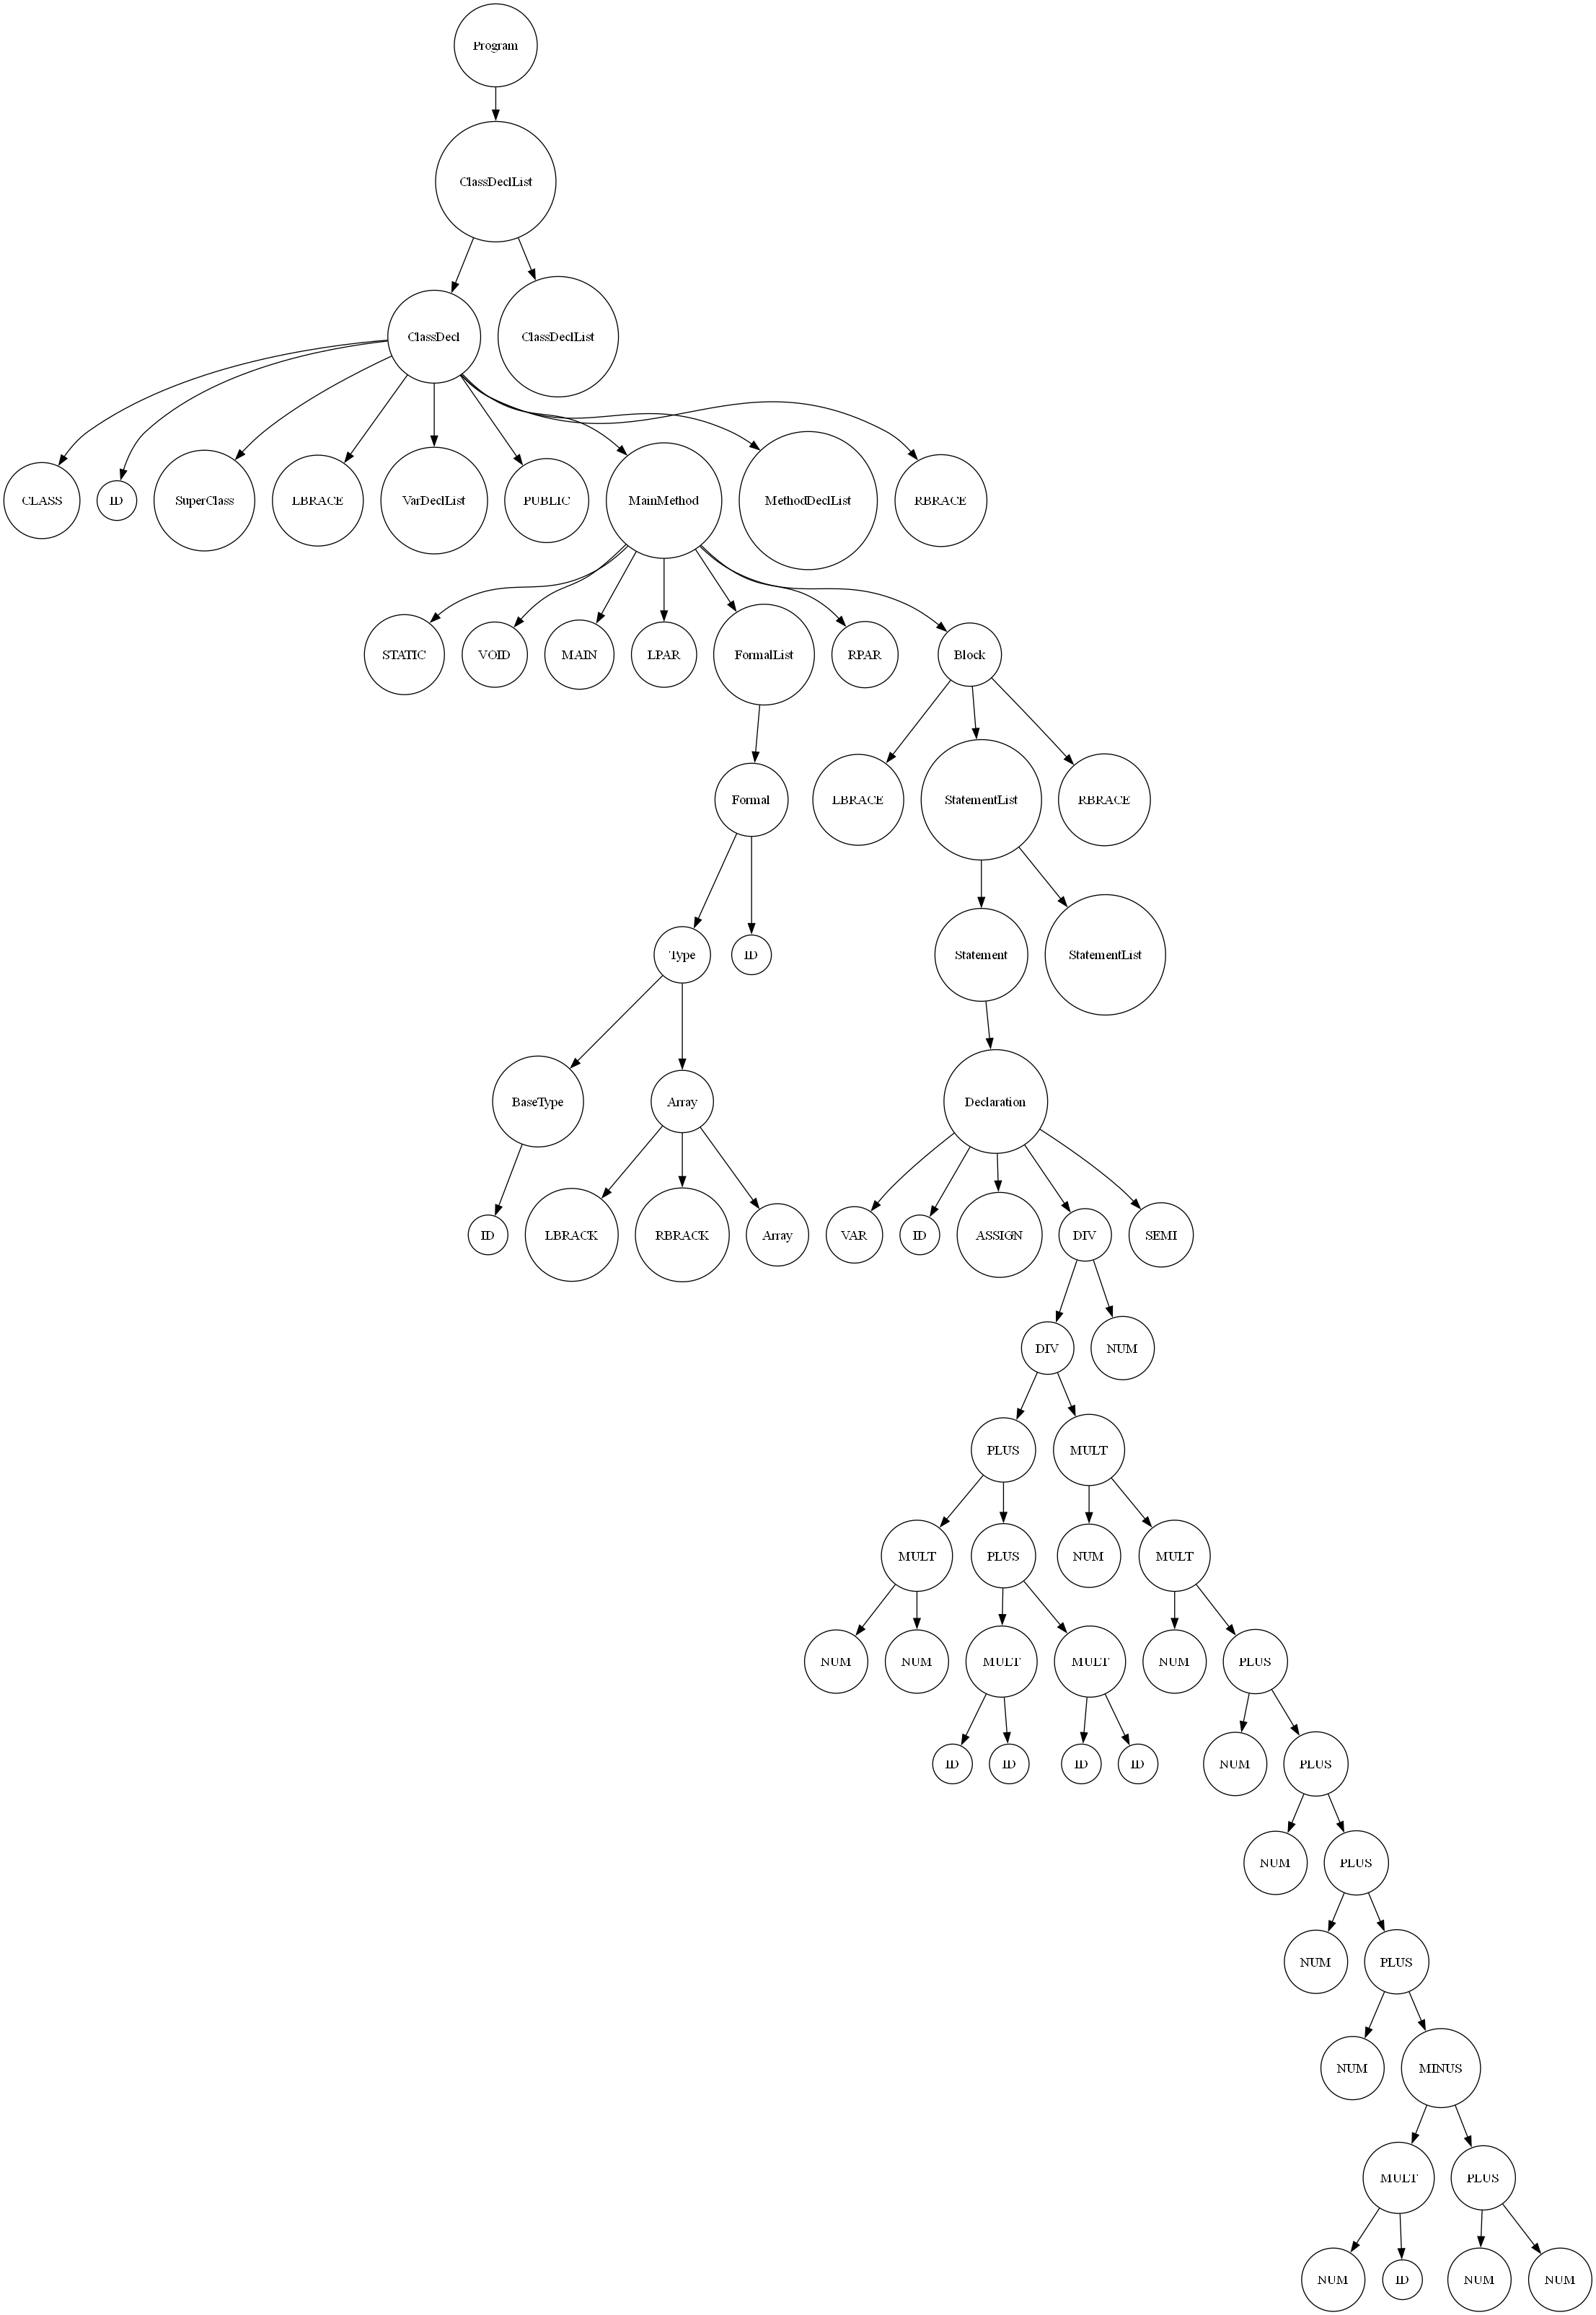 Program
ClassDeclList
ClassDecl
ClassDeclList
CLASS
ID
SuperClass
LBRACE
VarDeclList
PUBLIC
MainMethod
MethodDeclList
RBRACE
STATIC
VOID
MAIN
LPAR
FormalList
RPAR
Block
Formal
LBRACE
StatementList
RBRACE
Type
ID
Statement
StatementList
BaseType
Array
Declaration
ID
LBRACK
RBRACK
Array
VAR
ID
ASSIGN
DIV
SEMI
DIV
NUM
PLUS
MULT
MULT
PLUS
NUM
MULT
NUM
NUM
MULT
MULT
NUM
PLUS
ID
ID
ID
ID
NUM
PLUS
NUM
PLUS
NUM
PLUS
NUM
MINUS
MULT
PLUS
NUM
ID
NUM
NUM